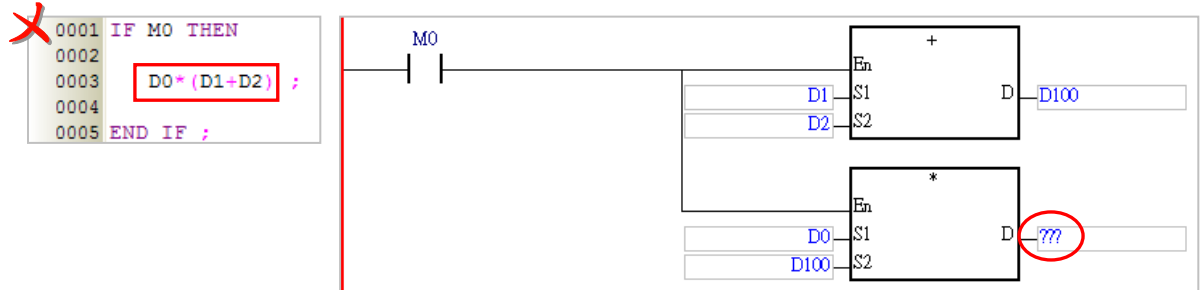 0001 IF M0 THEN
0002
0003 D0*(D1+D2) ;
0004
0005 END IF ;
M0
+
En
D1 S1 D D100
D2 S2
*
En
D0 S1 D ???
D100 S2